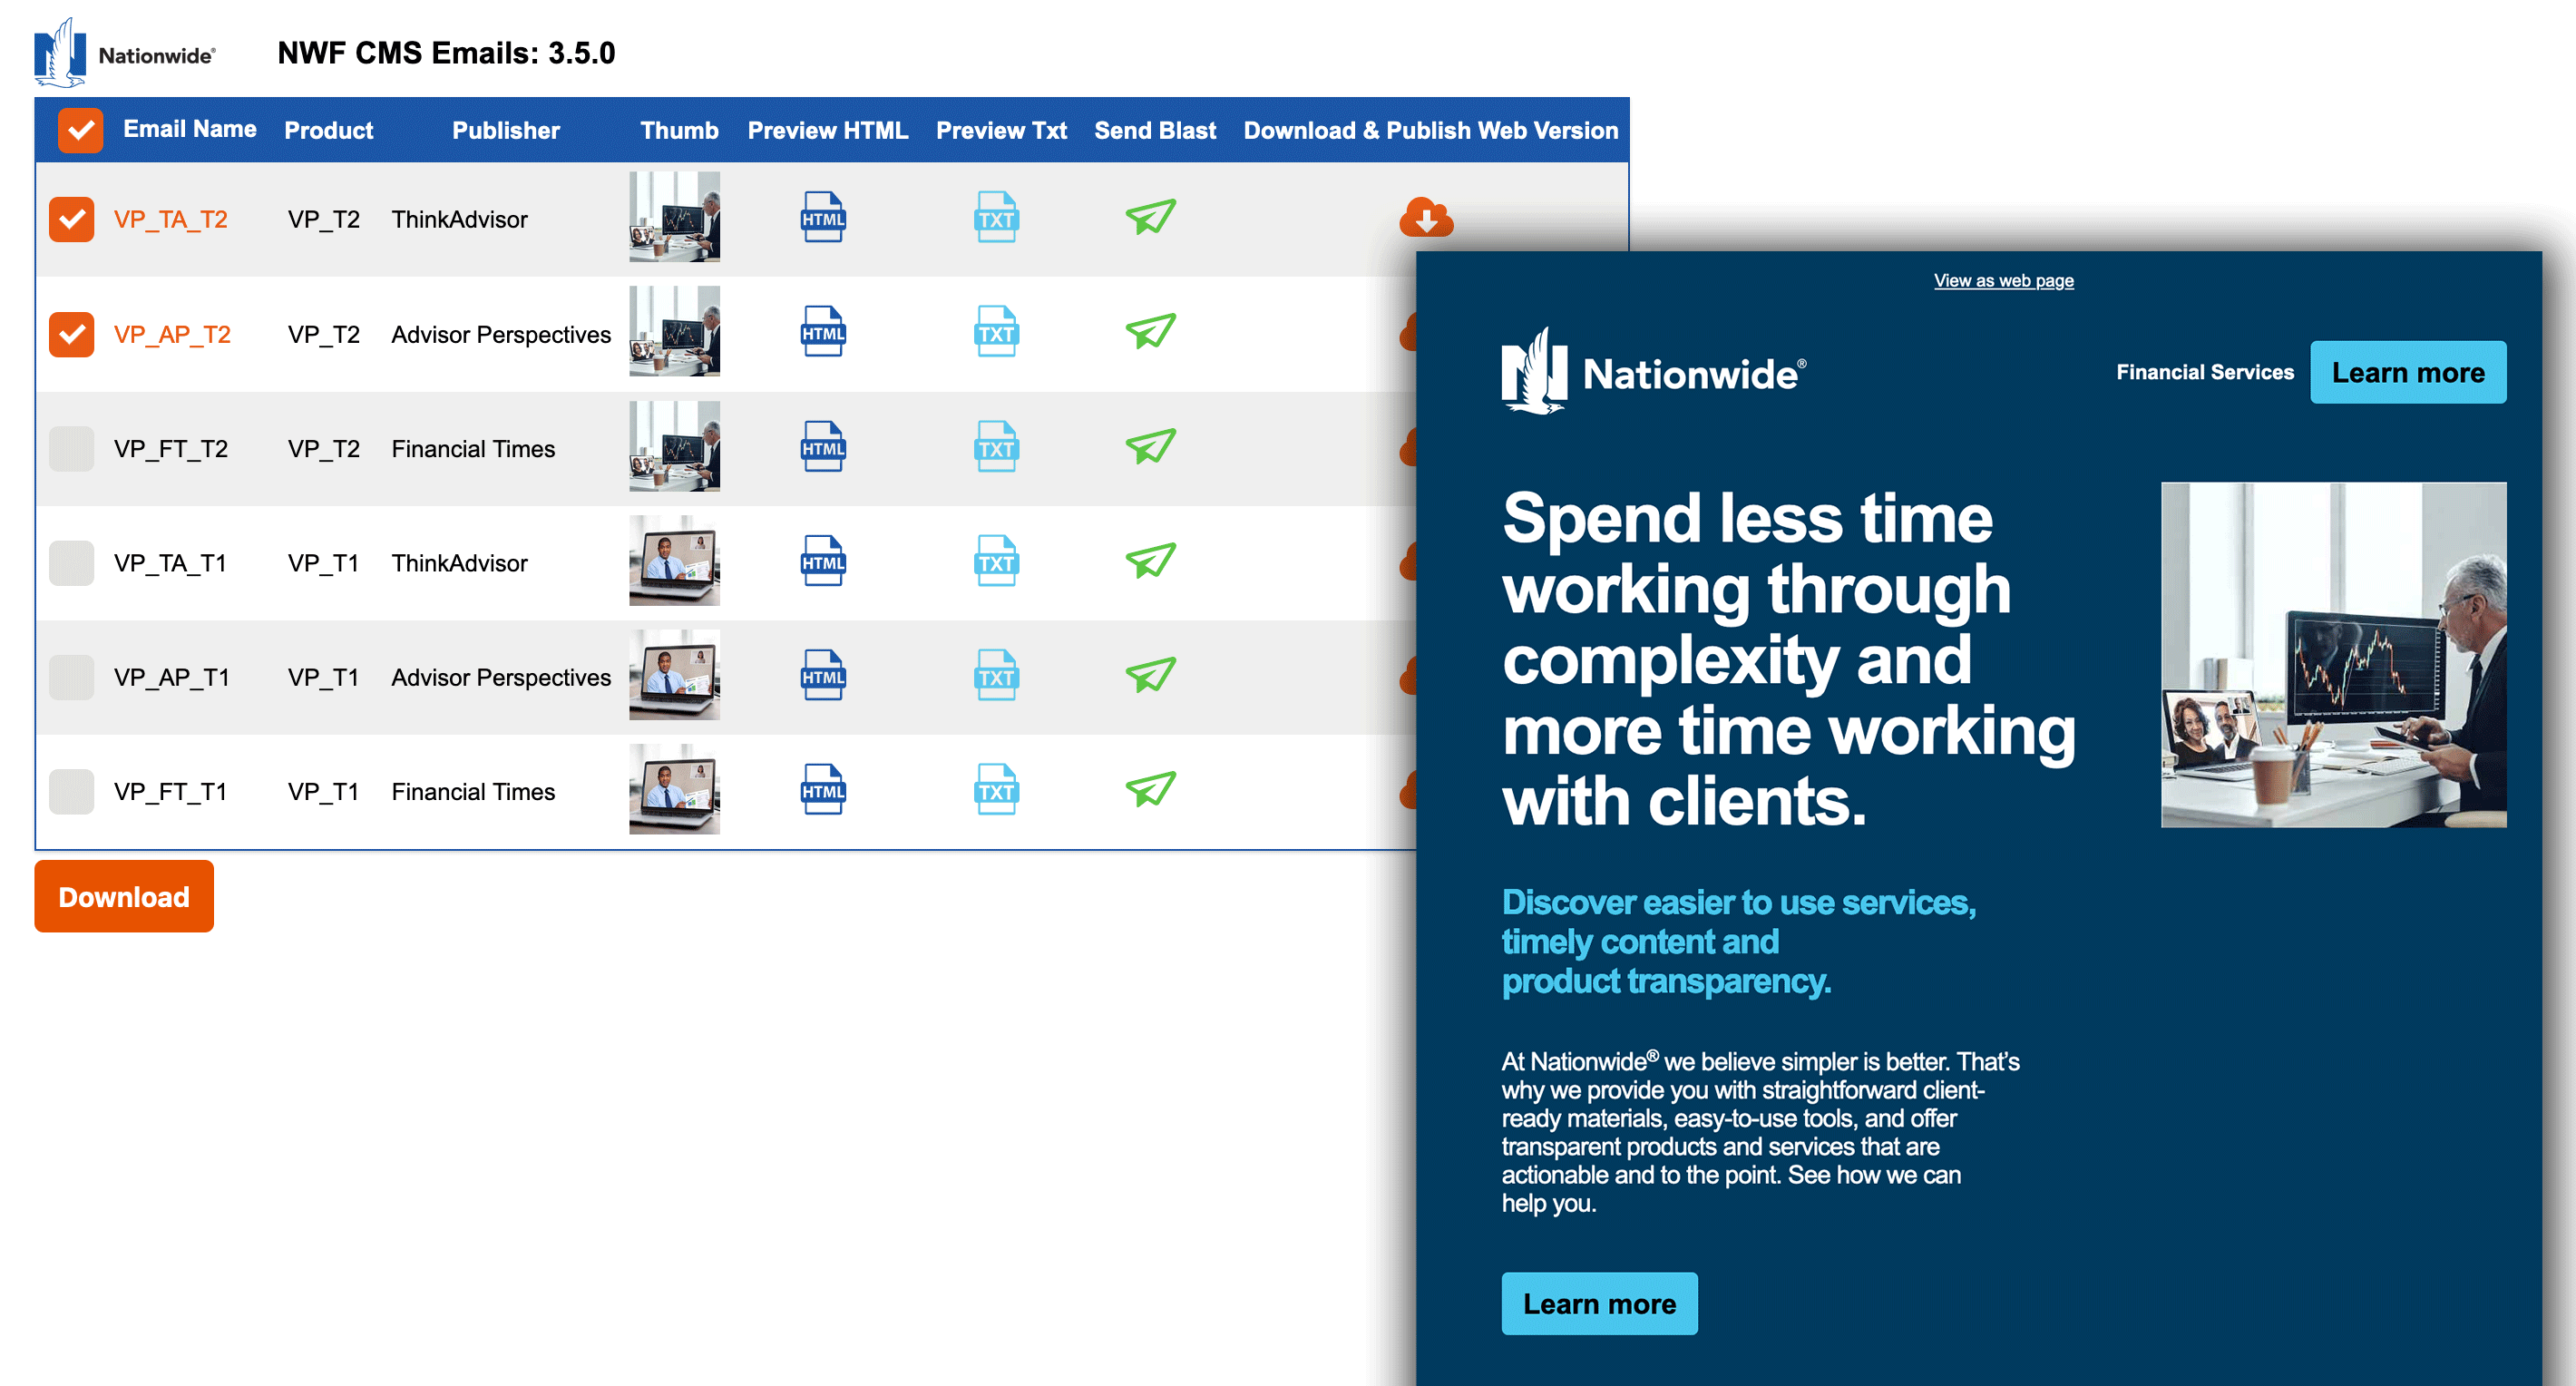 Nationwide®
NWF CMS Emails: 3.5.0
Email Name Product Publisher Thumb Preview HTML Preview Txt Send Blast Download & Publish Web Version
VP_TA_T2 VP_T2 ThinkAdvisor HTML TXT
VP_AP_T2 VP_T2 Advisor Perspectives HTML TXT
VP_FT_T2 VP_T2 Financial Times HTML TXT
VP_TA_T1 VP_T1 ThinkAdvisor HTML TXT
VP_AP_T1 VP_T1 Advisor Perspectives HTML TXT
VP_FT_T1 VP_T1 Financial Times HTML TXT
Download
View as web page
Nationwide®
Financial Services Learn more
Spend less time
working through
complexity and
more time working
with clients.
Discover easier to use services,
timely content and
product transparency.
At Nationwide® we believe simpler is better. That’s
why we provide you with straightforward client-
ready materials, easy-to-use tools, and offer
transparent products and services that are
actionable and to the point. See how we can
help you.
Learn more